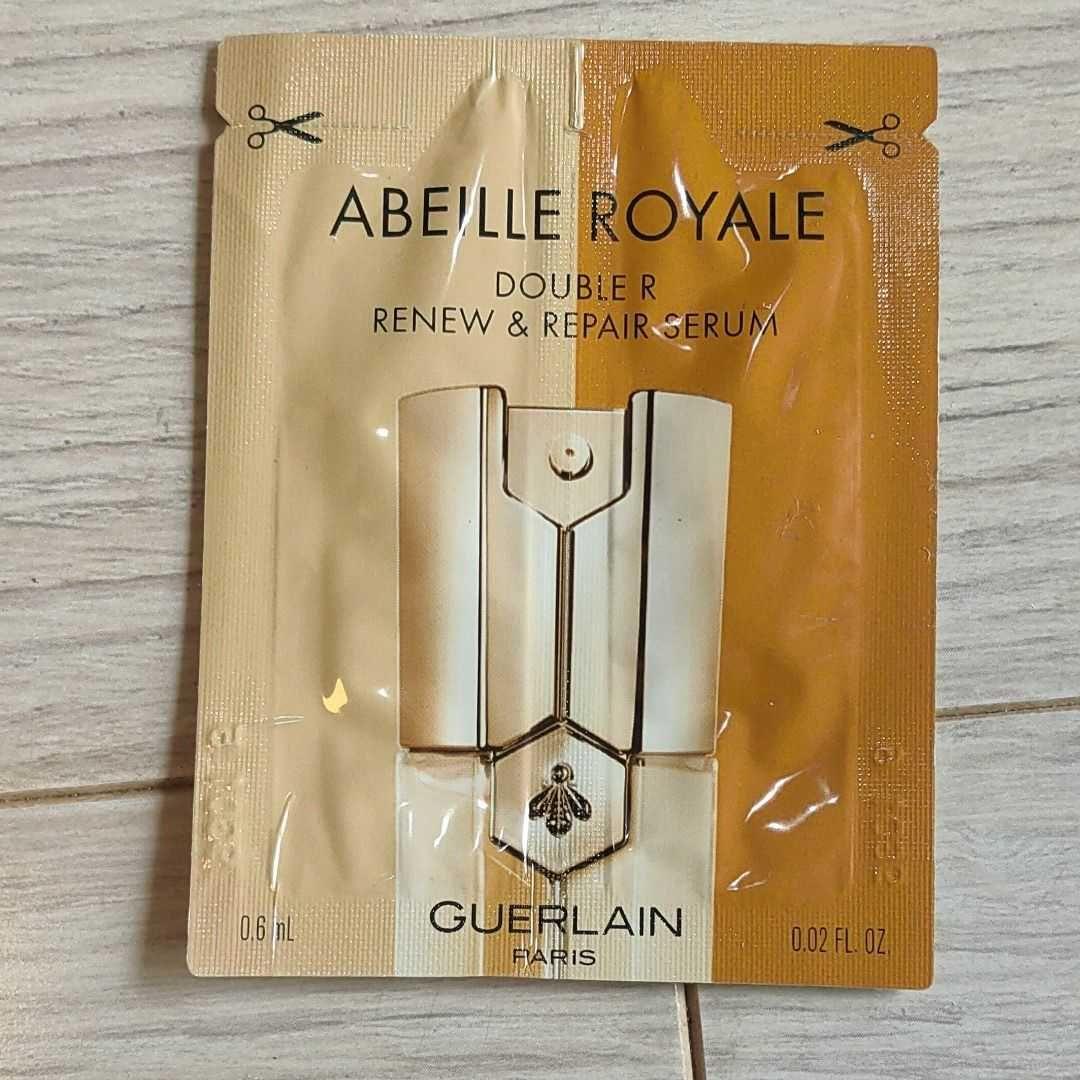 ABEILLE ROYALE
DOUBLE R
RENEW & REPAIR SERUM
GUERLAIN
PARIS
0.6 mL
0.02 FL. OZ.